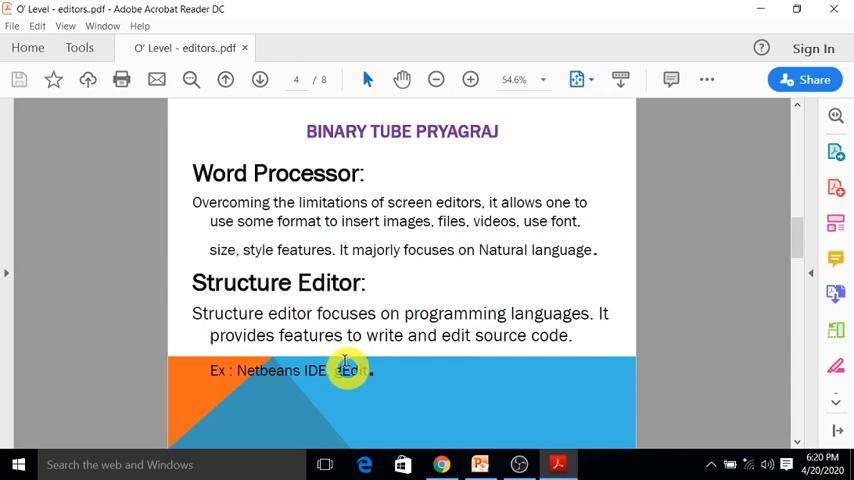 O' Level - editors.pdf - Adobe Acrobat Reader DC
File Edit View Window Help
Home Tools O' Level - editors..pdf × Sign In
4 / 8 54.6% Share
BINARY TUBE PRYAGRAJ
Word Processor:
Overcoming the limitations of screen editors, it allows one to
use some format to insert images, files, videos, use font,
size, style features. It majorly focuses on Natural language.
Structure Editor:
Structure editor focuses on programming languages. It
provides features to write and edit source code.
Ex : Netbeans IDE, gEdit.
Search the web and Windows
6:20 PM
4/20/2020